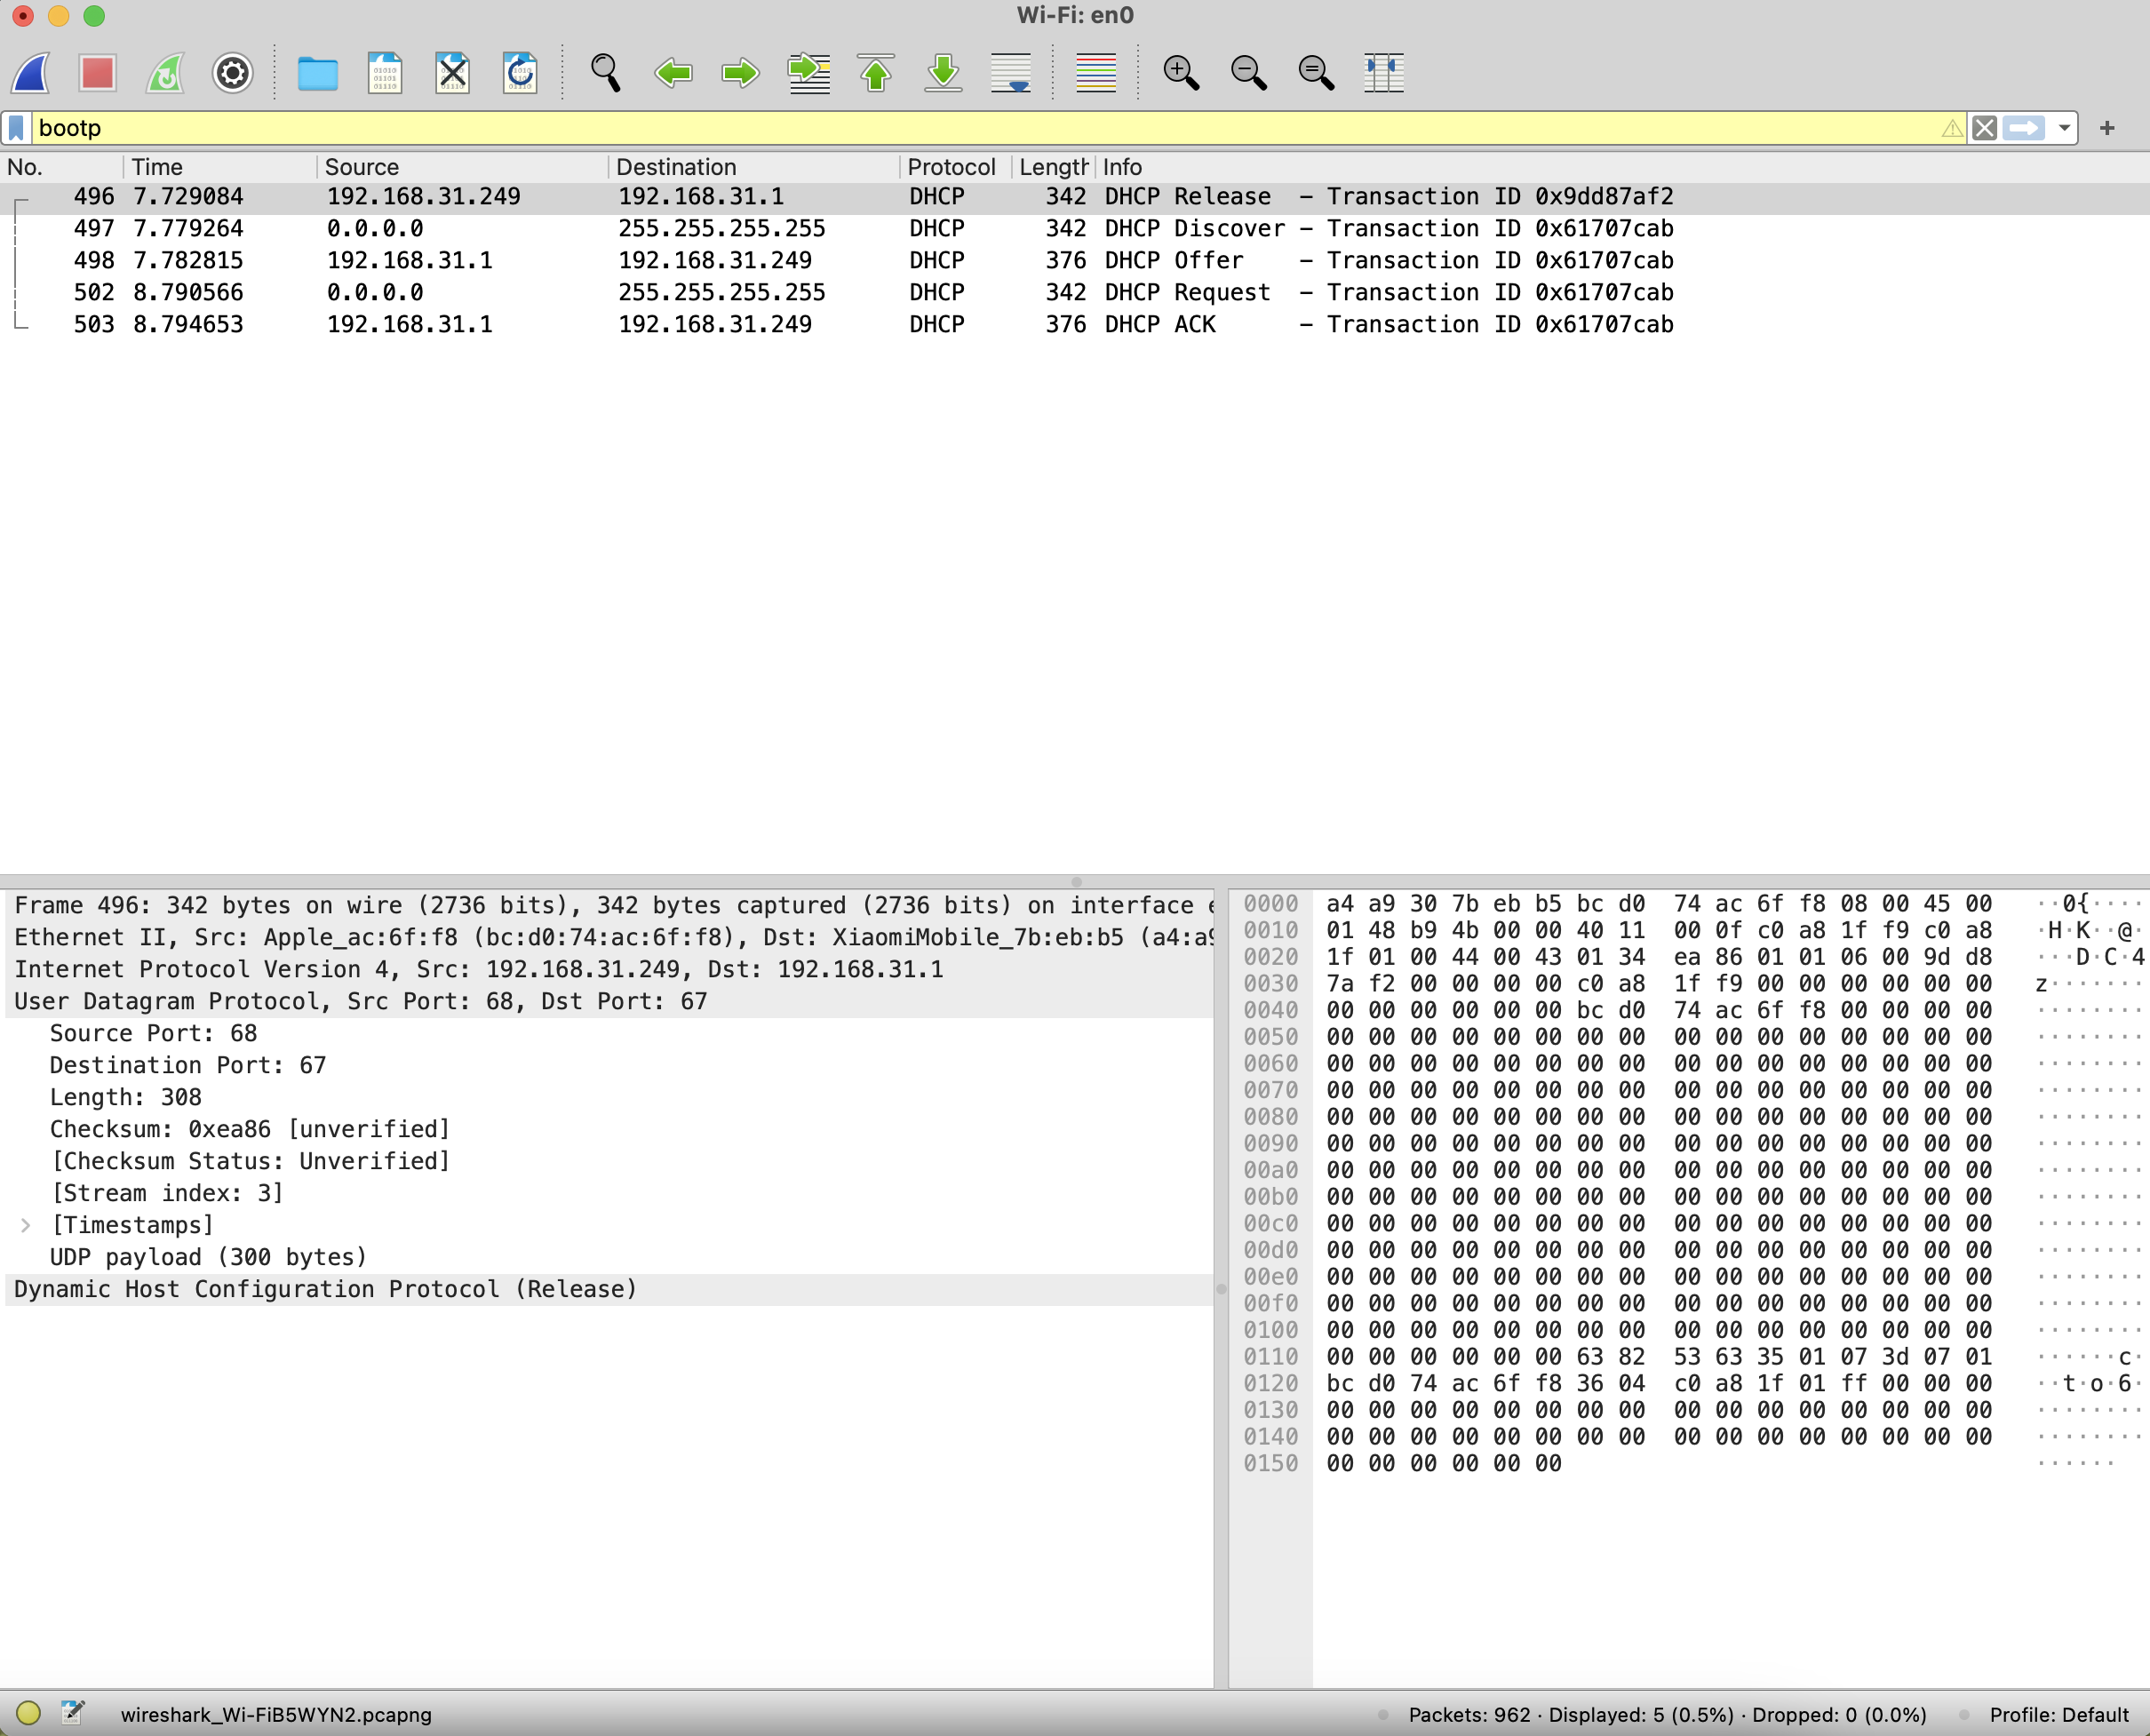 Wi-Fi: en0
bootp
No. Time Source Destination Protocol Length Info
496 7.729084 192.168.31.249 192.168.31.1 DHCP 342 DHCP Release – Transaction ID 0x9dd87af2
497 7.779264 0.0.0.0 255.255.255.255 DHCP 342 DHCP Discover – Transaction ID 0x61707cab
498 7.782815 192.168.31.1 192.168.31.249 DHCP 376 DHCP Offer – Transaction ID 0x61707cab
502 8.790566 0.0.0.0 255.255.255.255 DHCP 342 DHCP Request – Transaction ID 0x61707cab
503 8.794653 192.168.31.1 192.168.31.249 DHCP 376 DHCP ACK – Transaction ID 0x61707cab
Frame 496: 342 bytes on wire (2736 bits), 342 bytes captured (2736 bits) on interface e
Ethernet II, Src: Apple_ac:6f:f8 (bc:d0:74:ac:6f:f8), Dst: XiaomiMobile_7b:eb:b5 (a4:a9
Internet Protocol Version 4, Src: 192.168.31.249, Dst: 192.168.31.1
User Datagram Protocol, Src Port: 68, Dst Port: 67
Source Port: 68
Destination Port: 67
Length: 308
Checksum: 0xea86 [unverified]
[Checksum Status: Unverified]
[Stream index: 3]
[Timestamps]
UDP payload (300 bytes)
Dynamic Host Configuration Protocol (Release)
0000 a4 a9 30 7b eb b5 bc d0 74 ac 6f f8 08 00 45 00 ··0{····
0010 01 48 b9 4b 00 00 40 11 00 0f c0 a8 1f f9 c0 a8 ·H·K··@·
0020 1f 01 00 44 00 43 01 34 ea 86 01 01 06 00 9d d8 ···D·C·4
0030 7a f2 00 00 00 00 c0 a8 1f f9 00 00 00 00 00 00 z·······
0040 00 00 00 00 00 00 bc d0 74 ac 6f f8 00 00 00 00 ········
0050 00 00 00 00 00 00 00 00 00 00 00 00 00 00 00 00 ········
0060 00 00 00 00 00 00 00 00 00 00 00 00 00 00 00 00 ········
0070 00 00 00 00 00 00 00 00 00 00 00 00 00 00 00 00 ········
0080 00 00 00 00 00 00 00 00 00 00 00 00 00 00 00 00 ········
0090 00 00 00 00 00 00 00 00 00 00 00 00 00 00 00 00 ········
00a0 00 00 00 00 00 00 00 00 00 00 00 00 00 00 00 00 ········
00b0 00 00 00 00 00 00 00 00 00 00 00 00 00 00 00 00 ········
00c0 00 00 00 00 00 00 00 00 00 00 00 00 00 00 00 00 ········
00d0 00 00 00 00 00 00 00 00 00 00 00 00 00 00 00 00 ········
00e0 00 00 00 00 00 00 00 00 00 00 00 00 00 00 00 00 ········
00f0 00 00 00 00 00 00 00 00 00 00 00 00 00 00 00 00 ········
0100 00 00 00 00 00 00 00 00 00 00 00 00 00 00 00 00 ········
0110 00 00 00 00 00 00 63 82 53 63 35 01 07 3d 07 01 ······c·
0120 bc d0 74 ac 6f f8 36 04 c0 a8 1f 01 ff 00 00 00 ··t·o·6·
0130 00 00 00 00 00 00 00 00 00 00 00 00 00 00 00 00 ········
0140 00 00 00 00 00 00 00 00 00 00 00 00 00 00 00 00 ········
0150 00 00 00 00 00 00 ······
wireshark_Wi-FiB5WYN2.pcapng Packets: 962 · Displayed: 5 (0.5%) · Dropped: 0 (0.0%) Profile: Default